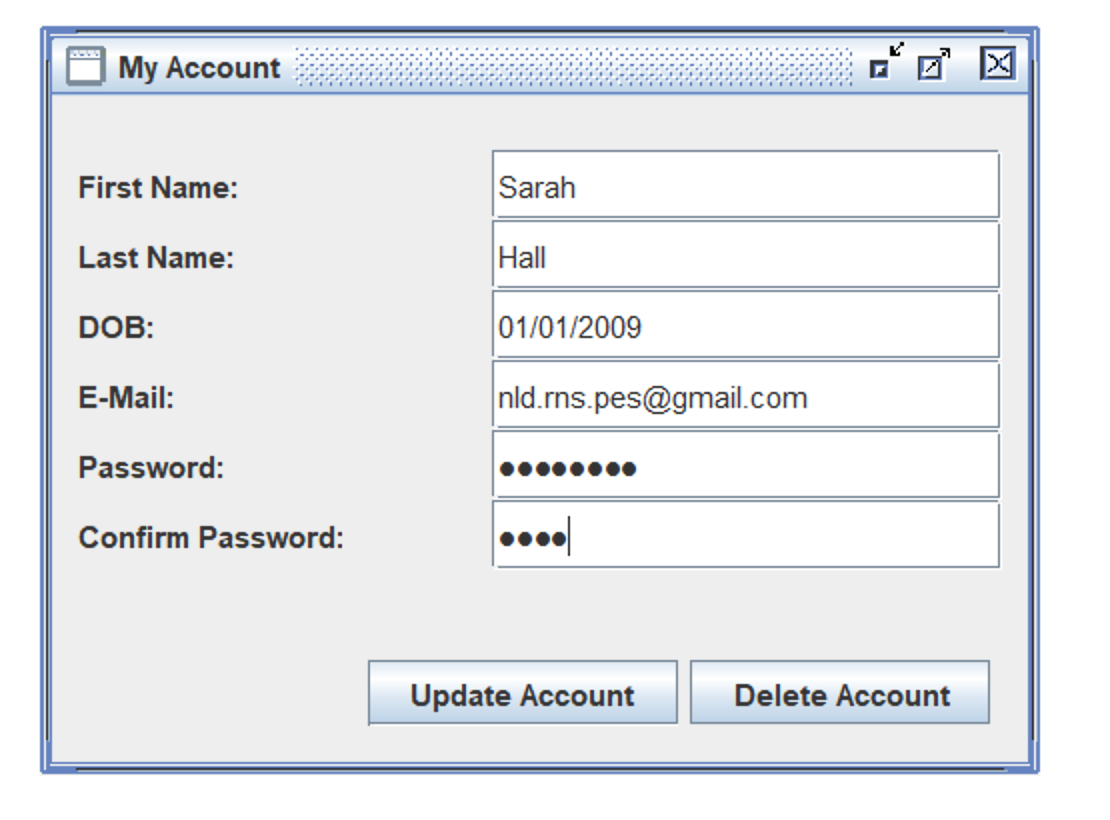 My Account
First Name: Sarah
Last Name: Hall
DOB: 01/01/2009
E-Mail: nld.rns.pes@gmail.com
Password: ●●●●●●●●
Confirm Password: ●●●●
Update Account Delete Account